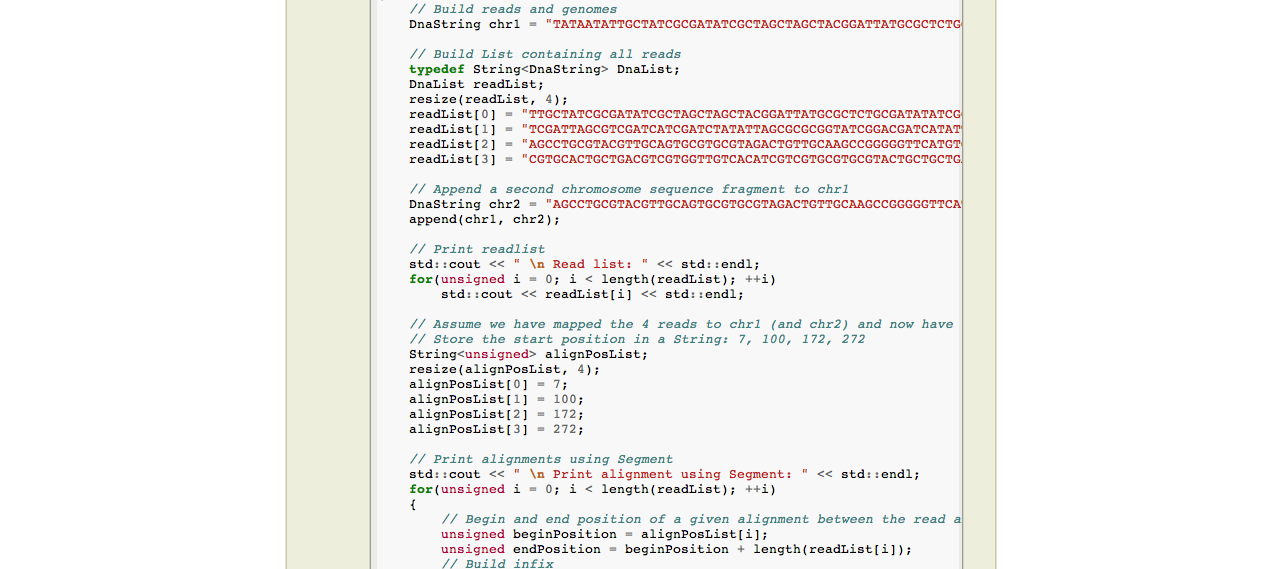 // Build reads and genomes
DnaString chr1 = "TATAATATTGCTATCGCGATATCGCTAGCTAGCTACGGATTATGCGCTCTG
// Build List containing all reads
typedef String<DnaString> DnaList;
DnaList readList;
resize(readList, 4);
readList[0] = "TTGCTATCGCGATATCGCTAGCTAGCTACGGATTATGCGCTCTGCGATATATCG
readList[1] = "TCGATTAGCGTCGATCATCGATCTATATTAGCGCGCGGTATCGGACGATCATAT
readList[2] = "AGCCTGCGTACGTTGCAGTGCGTGCGTAGACTGTTGCAAGCCGGGGGTTCATGT
readList[3] = "CGTGCACTGCTGACGTCGTGGTTGTCACATCGTCGTGCGTGCGTACTGCTGCTG
// Append a second chromosome sequence fragment to chr1
DnaString chr2 = "AGCCTGCGTACGTTGCAGTGCGTGCGTAGACTGTTGCAAGCCGGGGGTTCA
append(chr1, chr2);
// Print readlist
std::cout << " \n Read list: " << std::endl;
for(unsigned i = 0; i < length(readList); ++i)
std::cout << readList[i] << std::endl;
// Assume we have mapped the 4 reads to chr1 (and chr2) and now have
// Store the start position in a String: 7, 100, 172, 272
String<unsigned> alignPosList;
resize(alignPosList, 4);
alignPosList[0] = 7;
alignPosList[1] = 100;
alignPosList[2] = 172;
alignPosList[3] = 272;
// Print alignments using Segment
std::cout << " \n Print alignment using Segment: " << std::endl;
for(unsigned i = 0; i < length(readList); ++i)
{
// Begin and end position of a given alignment between the read a
unsigned beginPosition = alignPosList[i];
unsigned endPosition = beginPosition + length(readList[i]);
// Build infix